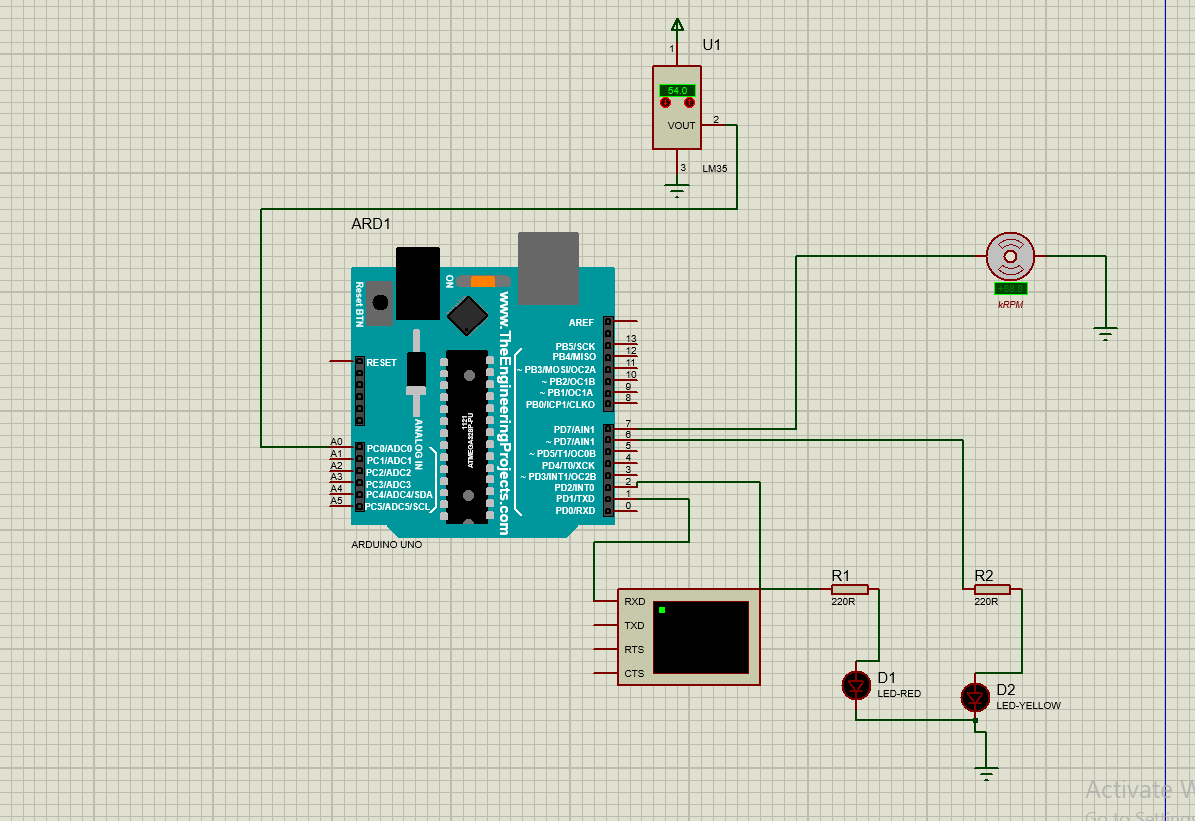 U1
1
54.0
2
VOUT
3
LM35
ARD1
ON
Reset BTN
www.TheEngineeringProjects.com
AREF
RESET
13
PB5/SCK
12
PB4/MISO
11
~ PB3/MOSI/OC2A
10
~ PB2/OC1B
9
~ PB1/OC1A
8
PB0/ICP1/CLKO
kRPM
ANALOG IN
1121
ATMEGA328P-PU
7
PD7/AIN1
6
~ PD7/AIN1
5
~ PD5/T1/OC0B
4
PD4/T0/XCK
3
~ PD3/INT1/OC2B
2
PD2/INT0
1
PD1/TXD
0
PD0/RXD
A0
PC0/ADC0
A1
PC1/ADC1
A2
PC2/ADC2
A3
PC3/ADC3
A4
PC4/ADC4/SDA
A5
PC5/ADC5/SCL
ARDUINO UNO
RXD
TXD
RTS
CTS
R1
220R
R2
220R
D1
LED-RED
D2
LED-YELLOW
Activate W
Go to Settings